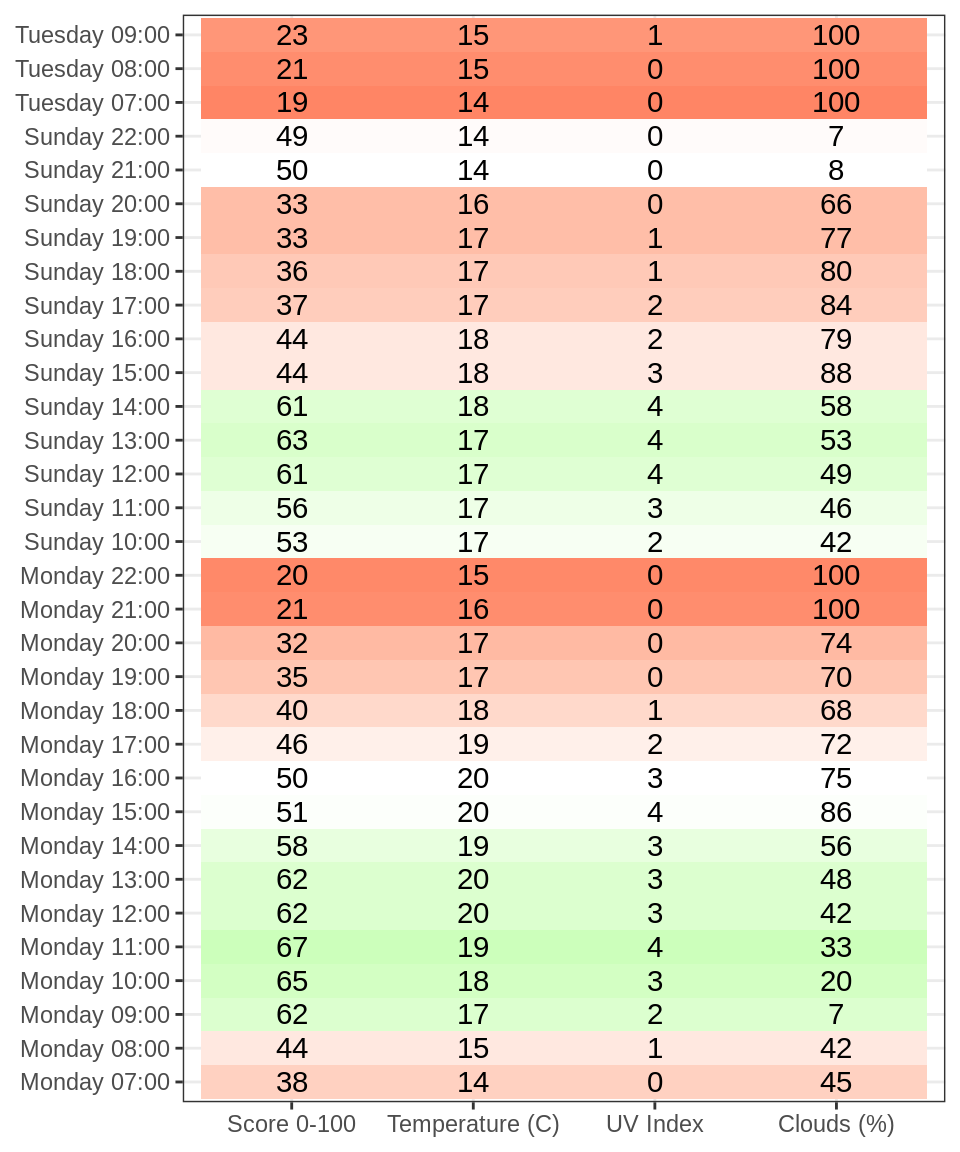 Tuesday 09:00 23 15 1 100
Tuesday 08:00 21 15 0 100
Tuesday 07:00 19 14 0 100
Sunday 22:00 49 14 0 7
Sunday 21:00 50 14 0 8
Sunday 20:00 33 16 0 66
Sunday 19:00 33 17 1 77
Sunday 18:00 36 17 1 80
Sunday 17:00 37 17 2 84
Sunday 16:00 44 18 2 79
Sunday 15:00 44 18 3 88
Sunday 14:00 61 18 4 58
Sunday 13:00 63 17 4 53
Sunday 12:00 61 17 4 49
Sunday 11:00 56 17 3 46
Sunday 10:00 53 17 2 42
Monday 22:00 20 15 0 100
Monday 21:00 21 16 0 100
Monday 20:00 32 17 0 74
Monday 19:00 35 17 0 70
Monday 18:00 40 18 1 68
Monday 17:00 46 19 2 72
Monday 16:00 50 20 3 75
Monday 15:00 51 20 4 86
Monday 14:00 58 19 3 56
Monday 13:00 62 20 3 48
Monday 12:00 62 20 3 42
Monday 11:00 67 19 4 33
Monday 10:00 65 18 3 20
Monday 09:00 62 17 2 7
Monday 08:00 44 15 1 42
Monday 07:00 38 14 0 45
Score 0-100 Temperature (C) UV Index Clouds (%)